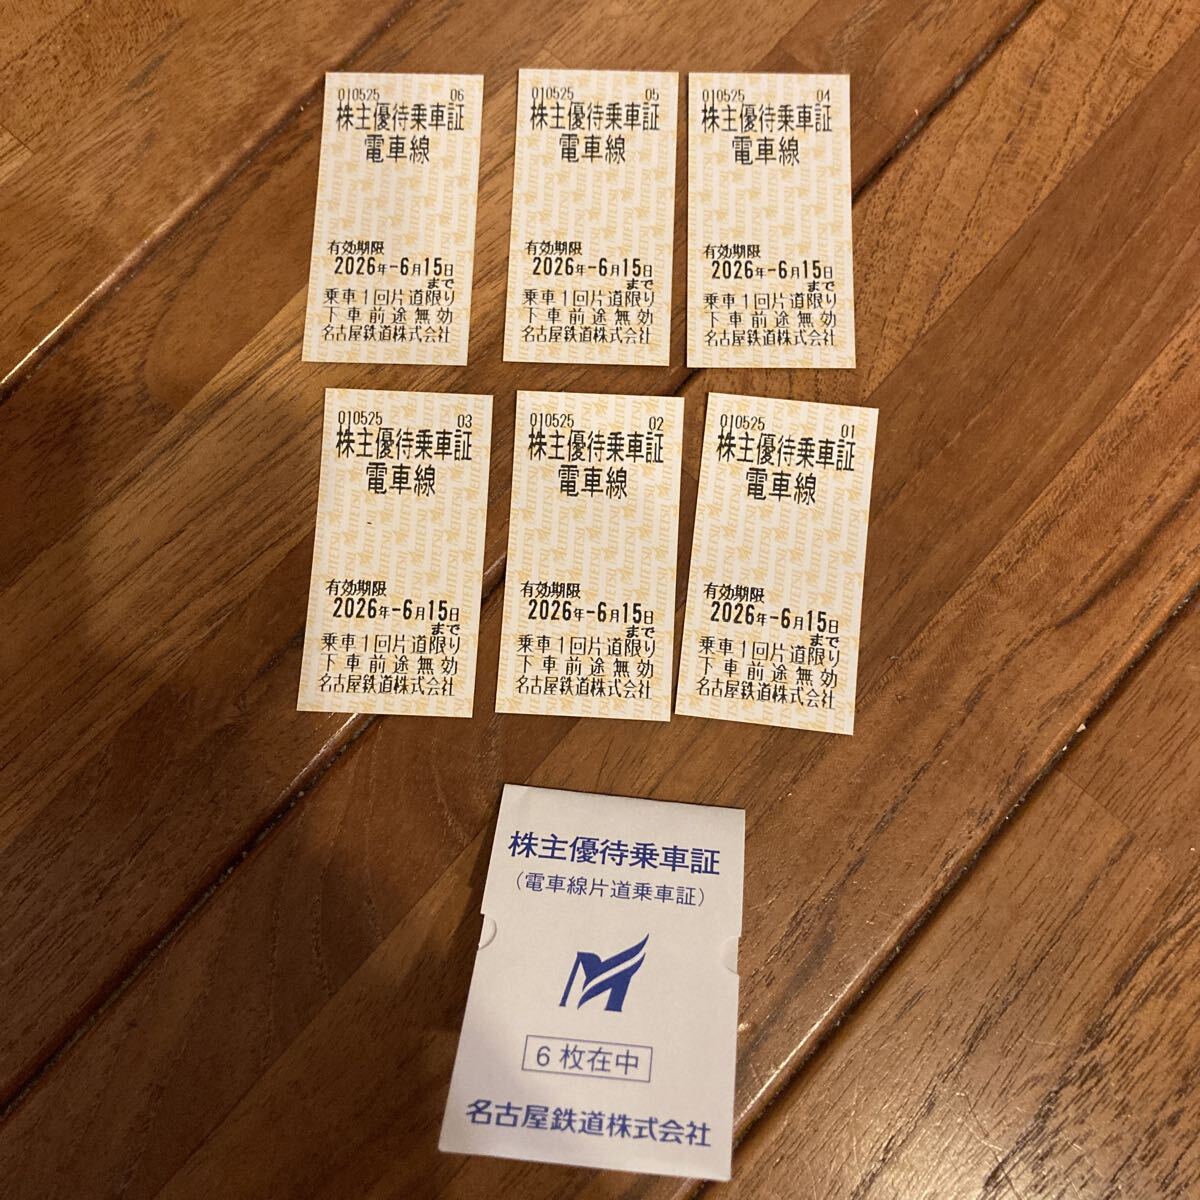 010525 06
株主優待乗車証
電車線
有効期限
2026年-6月15日
まで
乗車1回片道限り
下車前途無効
名古屋鉄道株式会社
010525 05
株主優待乗車証
電車線
有効期限
2026年-6月15日
まで
乗車1回片道限り
下車前途無効
名古屋鉄道株式会社
010525 04
株主優待乗車証
電車線
有効期限
2026年-6月15日
まで
乗車1回片道限り
下車前途無効
名古屋鉄道株式会社
010525 03
株主優待乗車証
電車線
有効期限
2026年-6月15日
まで
乗車1回片道限り
下車前途無効
名古屋鉄道株式会社
010525 02
株主優待乗車証
電車線
有効期限
2026年-6月15日
まで
乗車1回片道限り
下車前途無効
名古屋鉄道株式会社
010525 01
株主優待乗車証
電車線
有効期限
2026年-6月15日
まで
乗車1回片道限り
下車前途無効
名古屋鉄道株式会社
株主優待乗車証
(電車線片道乗車証)
6枚在中
名古屋鉄道株式会社